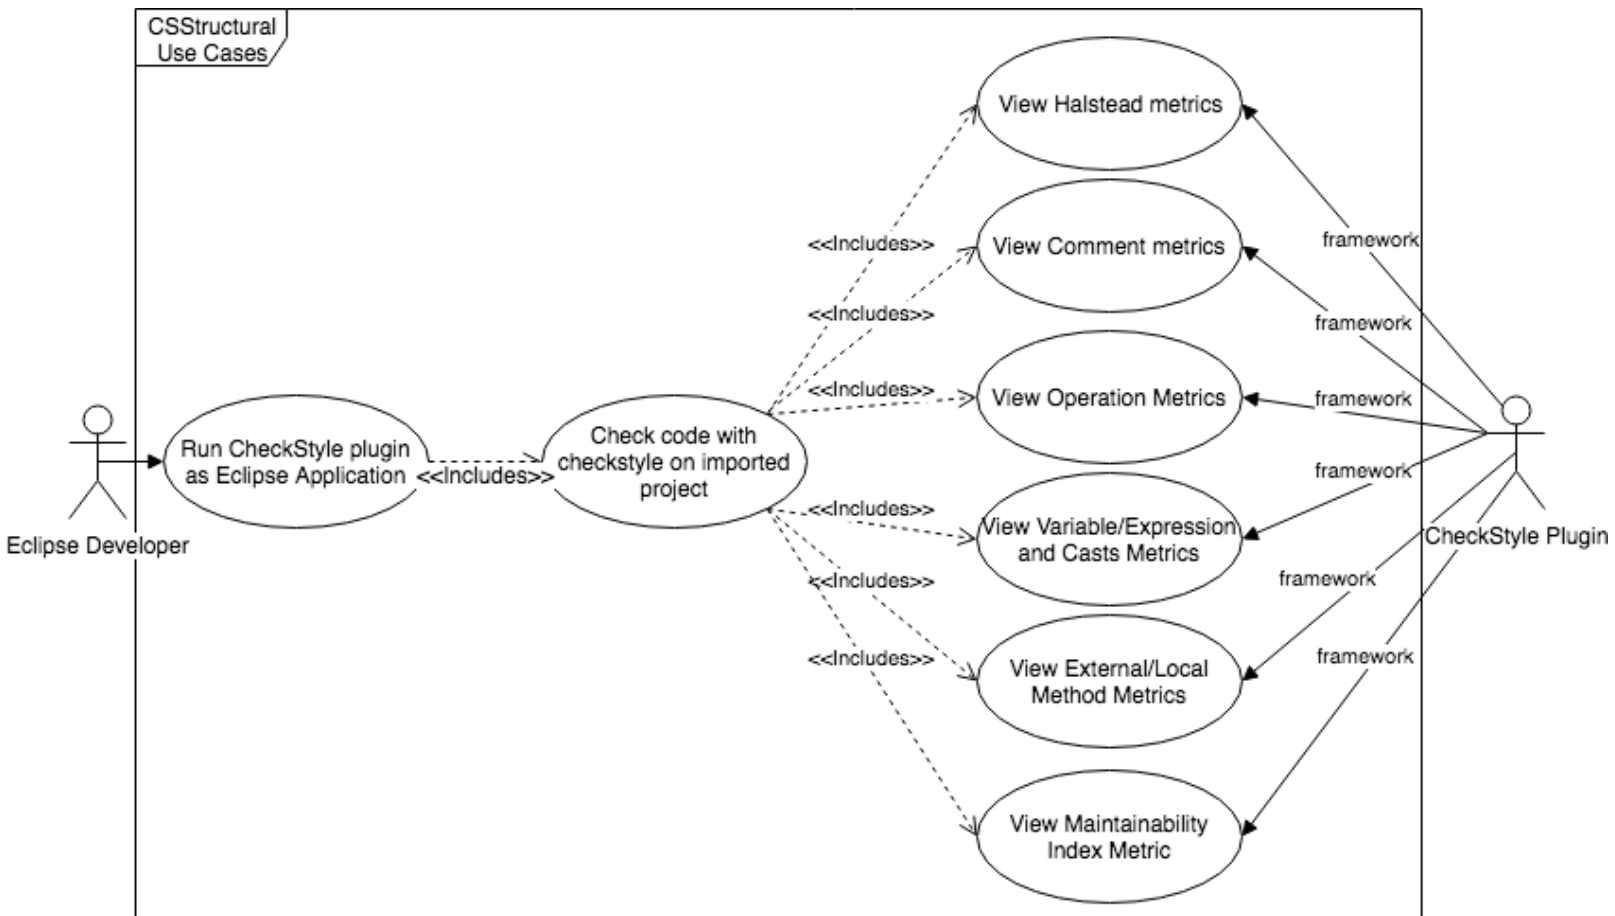 CSStructural
Use Cases
View Halstead metrics
<<Includes>>
View Comment metrics
framework
<<Includes>>
framework
<<Includes>>
View Operation Metrics
framework
Run CheckStyle plugin
as Eclipse Application
<<Includes>>
Check code with
checkstyle on imported
project
framework
<<Includes>>
View Variable/Expression
and Casts Metrics
Eclipse Developer
CheckStyle Plugin
<<Includes>>
framework
<<Includes>>
View External/Local
Method Metrics
framework
View Maintainability
Index Metric